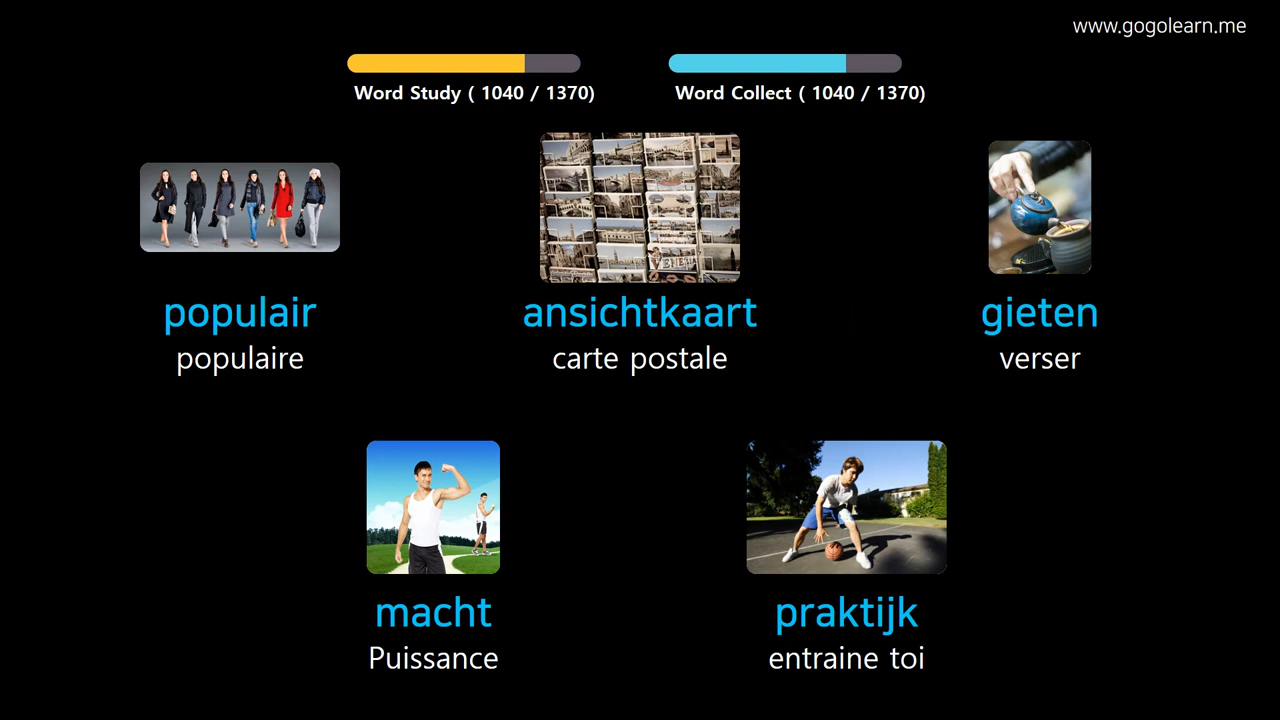 www.gogolearn.me
Word Study ( 1040 / 1370)
Word Collect ( 1040 / 1370)
populair
populaire
ansichtkaart
carte postale
gieten
verser
macht
Puissance
praktijk
entraine toi